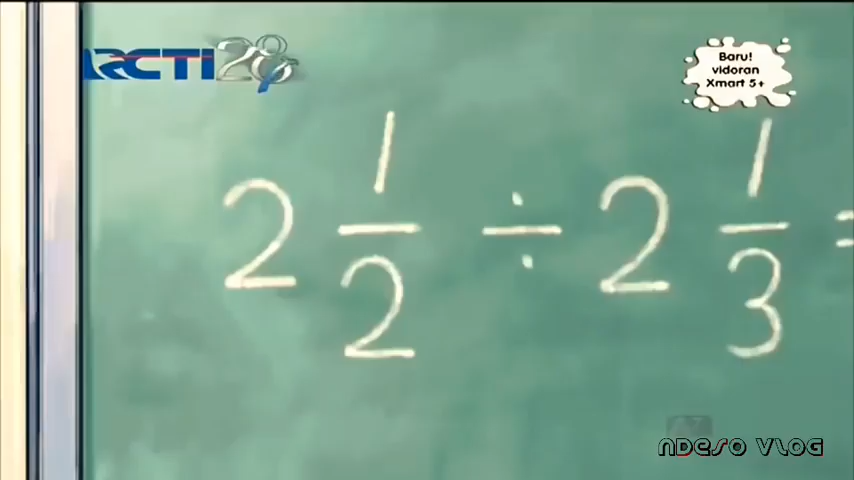 RCTI 28
Baru!
vidoran
Xmart 5+
2 1/2 ÷ 2 1/3 =
NDESO VLOG